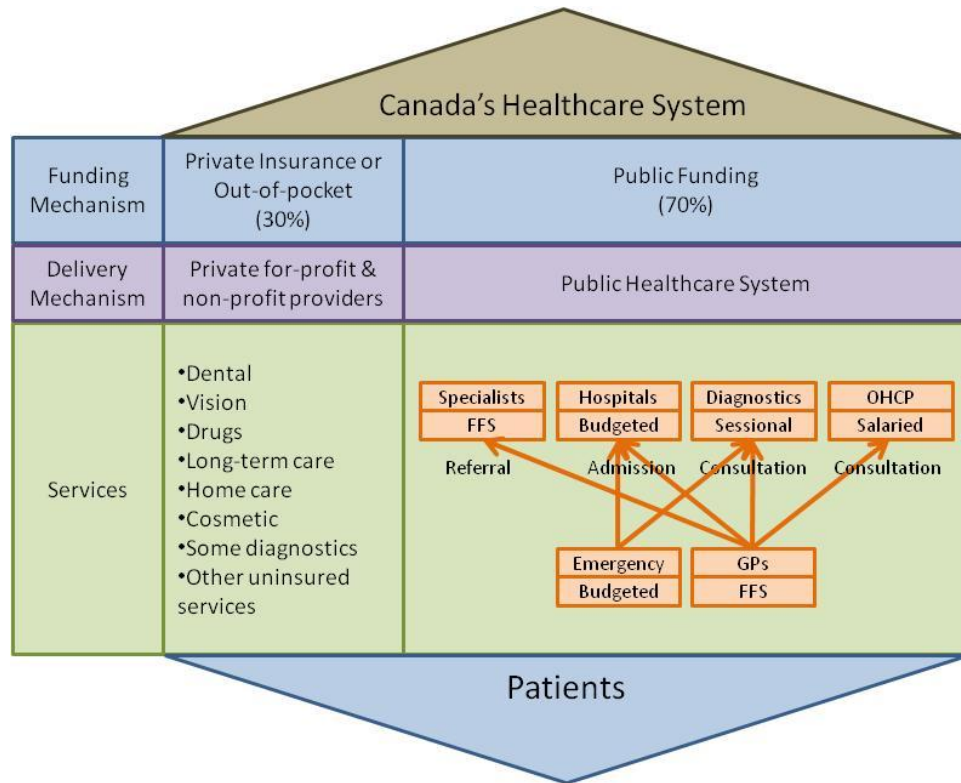 Canada's Healthcare System
Funding
Mechanism
Private Insurance or
Out-of-pocket
(30%)
Public Funding
(70%)
Delivery
Mechanism
Private for-profit &
non-profit providers
Public Healthcare System
Services
•Dental
•Vision
•Drugs
•Long-term care
•Home care
•Cosmetic
•Some diagnostics
•Other uninsured
services
Specialists
FFS
Hospitals
Budgeted
Diagnostics
Sessional
OHCP
Salaried
Referral
Admission
Consultation
Consultation
Emergency
Budgeted
GPs
FFS
Patients